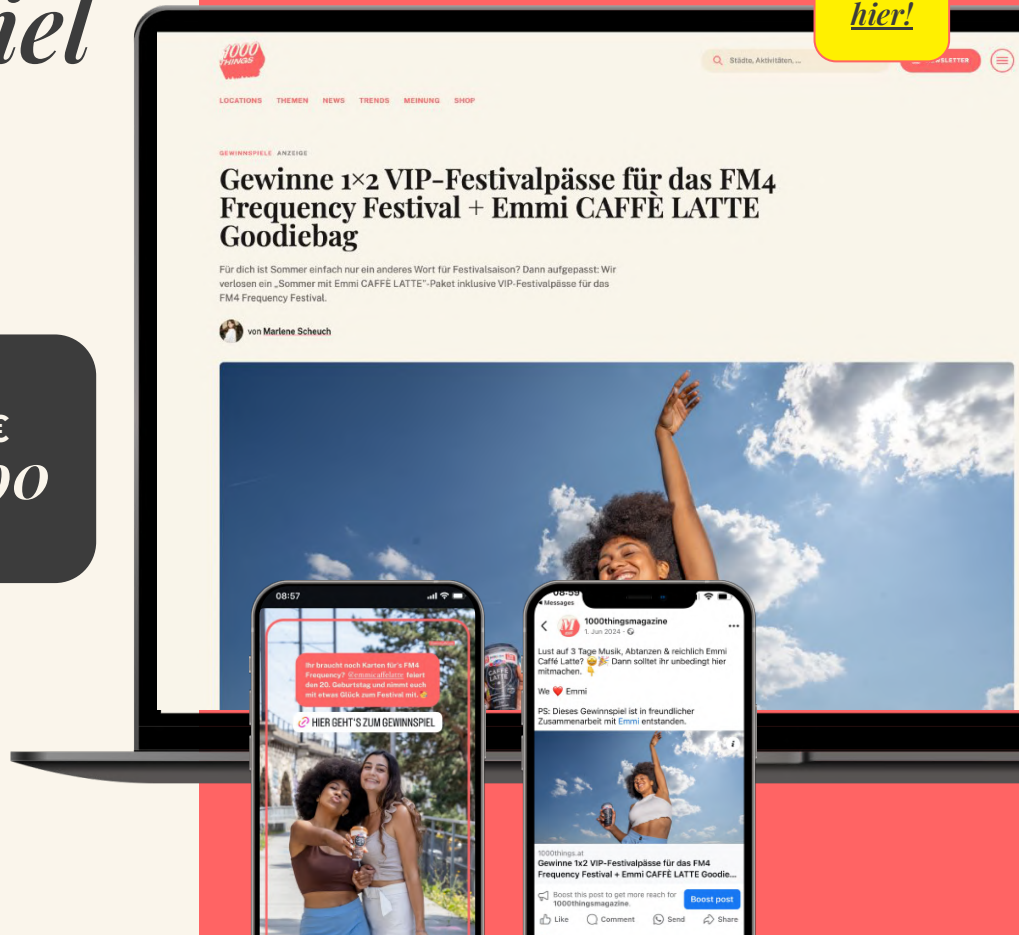 iel
hier!
1000
THINGS
Städte, Aktivitäten, ...
LOCATIONS THEMEN NEWS TRENDS MEINUNG SHOP
GEWINNSPIELE ANZEIGE
Gewinne 1×2 VIP-Festivalpässe für das FM4
Frequency Festival + Emmi CAFFÈ LATTE
Goodiebag
Für dich ist Sommer einfach nur ein anderes Wort für Festivalsaison? Dann aufgepasst: Wir
verlosen ein „Sommer mit Emmi CAFFÈ LATTE"-Paket inklusive VIP-Festivalpässe für das
FM4 Frequency Festival.
von Marlene Scheuch
€
00
CAFFÈ
LATTE
08:57
Ihr braucht noch Karten für's FM4
Frequency? @emmicaffelatte feiert
den 20. Geburtstag und nimmt euch
mit etwas Glück zum Festival mit.
HIER GEHT'S ZUM GEWINNSPIEL
08:59
Messages
1000thingsmagazine
1. Jun 2024 ·
Lust auf 3 Tage Musik, Abtanzen & reichlich Emmi
Caffé Latte? 🤩🎉 Dann solltet ihr unbedingt hier
mitmachen. 👇
We ❤️ Emmi
PS: Dieses Gewinnspiel ist in freundlicher
Zusammenarbeit mit Emmi entstanden.
1000things.at
Gewinne 1x2 VIP-Festivalpässe für das FM4
Frequency Festival + Emmi CAFFÈ LATTE Goodie...
Boost this post to get more reach for
1000thingsmagazine.
Boost post
Like Comment Send Share